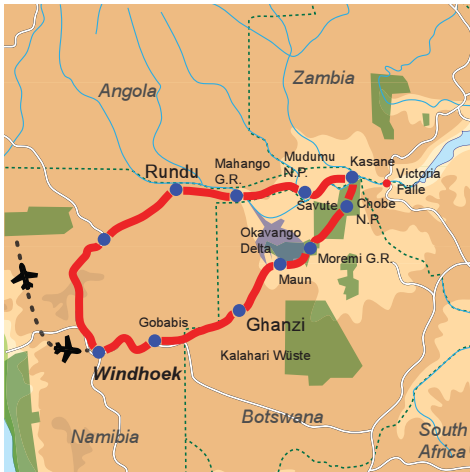 Zambia
Angola
Mudumu
N.P.
Kasane
Mahango
G.R.
Rundu
Victoria
Falle
Savute
Chobe
N.P.
Okavango
Delta
Moremi G.R.
Maun
Gobabis
Ghanzi
Kalahari Wüste
Windhoek
Botswana
Namibia
South
Africa